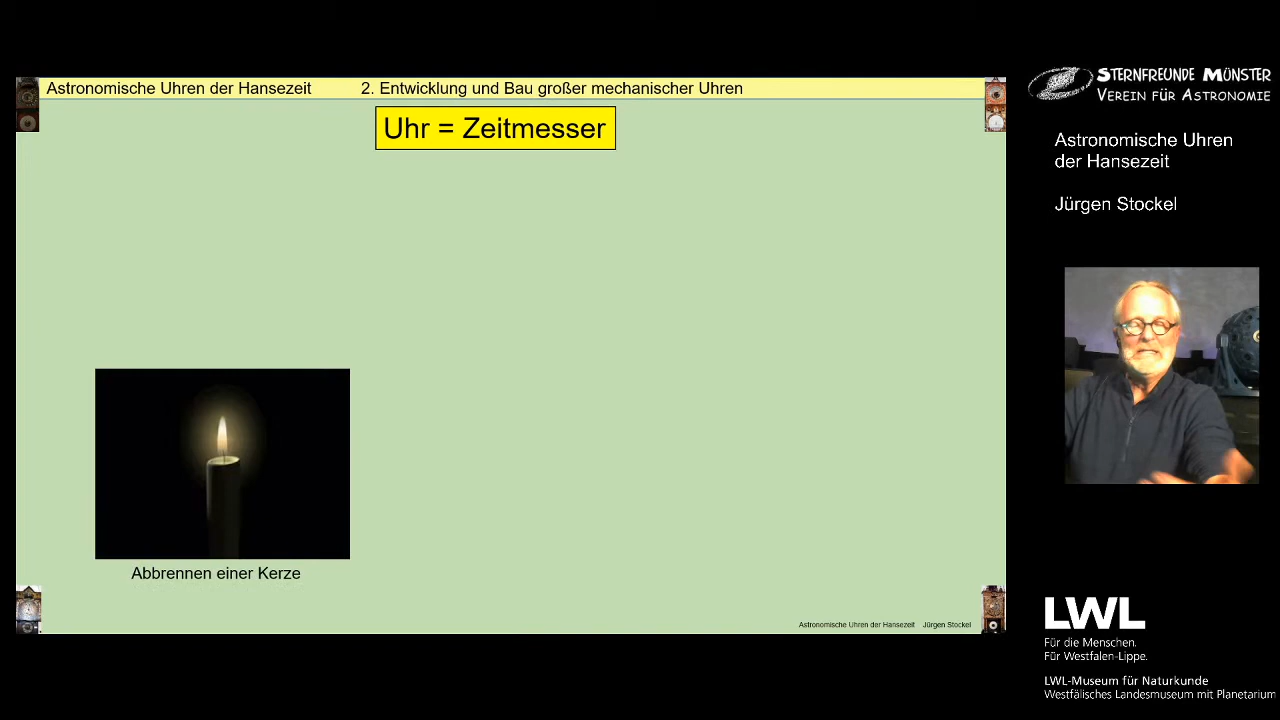 Astronomische Uhren der Hansezeit 2. Entwicklung und Bau großer mechanischer Uhren
Uhr = Zeitmesser
Abbrennen einer Kerze
Astronomische Uhren der Hansezeit Jürgen Stockel
STERNFREUNDE MÜNSTER
VEREIN FÜR ASTRONOMIE
Astronomische Uhren
der Hansezeit
Jürgen Stockel
LWL
Für die Menschen.
Für Westfalen-Lippe.
LWL-Museum für Naturkunde
Westfälisches Landesmuseum mit Planetarium